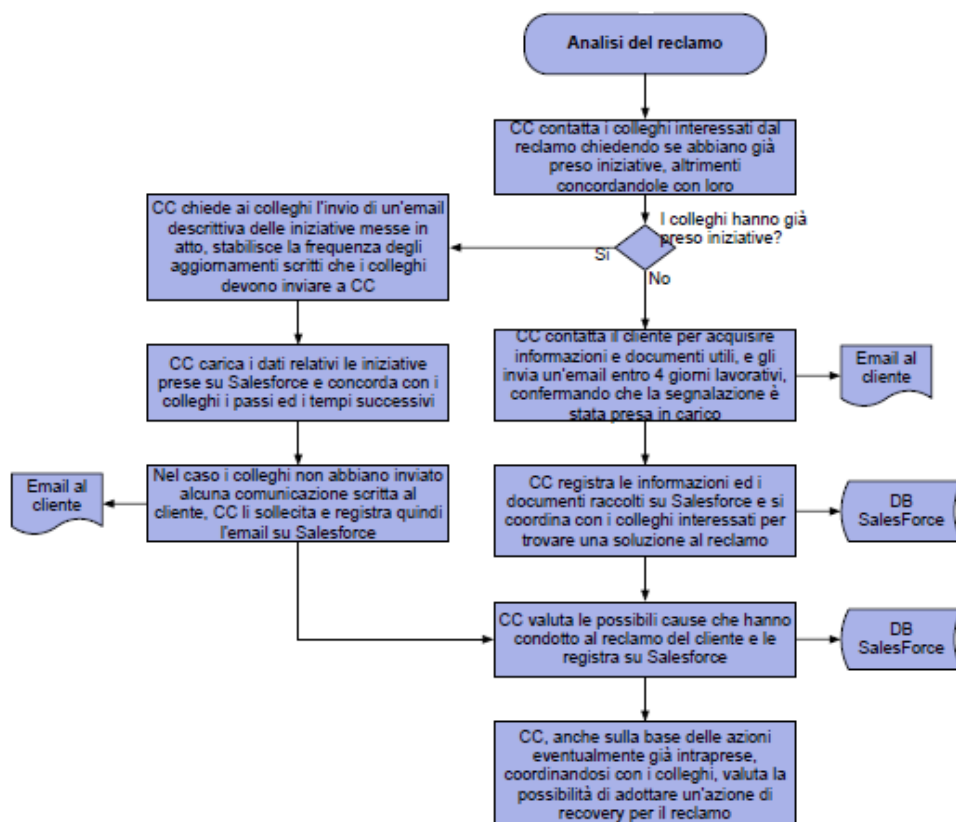 Analisi del reclamo
CC contatta i colleghi interessati dal
reclamo chiedendo se abbiano già
preso iniziative, altrimenti
concordandole con loro
I colleghi hanno già
preso iniziative?
Si
No
CC chiede ai colleghi l'invio di un'email
descrittiva delle iniziative messe in
atto, stabilisce la frequenza degli
aggiornamenti scritti che i colleghi
devono inviare a CC
CC carica i dati relativi le iniziative
prese su Salesforce e concorda con i
colleghi i passi ed i tempi successivi
Nel caso i colleghi non abbiano inviato
alcuna comunicazione scritta al
cliente, CC li sollecita e registra quindi
l'email su Salesforce
Email al
cliente
CC contatta il cliente per acquisire
informazioni e documenti utili, e gli
invia un'email entro 4 giorni lavorativi,
confermando che la segnalazione è
stata presa in carico
Email al
cliente
CC registra le informazioni ed i
documenti raccolti su Salesforce e si
coordina con i colleghi interessati per
trovare una soluzione al reclamo
DB
SalesForce
CC valuta le possibili cause che hanno
condotto al reclamo del cliente e le
registra su Salesforce
DB
SalesForce
CC, anche sulla base delle azioni
eventualmente già intraprese,
coordinandosi con i colleghi, valuta la
possibilità di adottare un'azione di
recovery per il reclamo